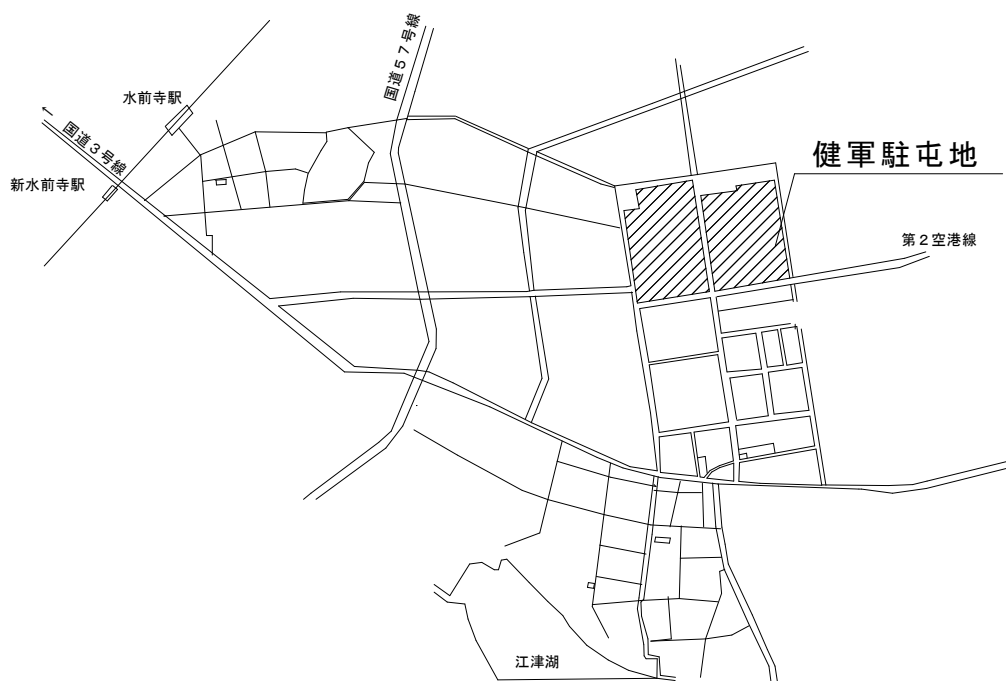 国道57号線
水前寺駅
←
国道3号線
新水前寺駅
健軍駐屯地
第2空港線
江津湖